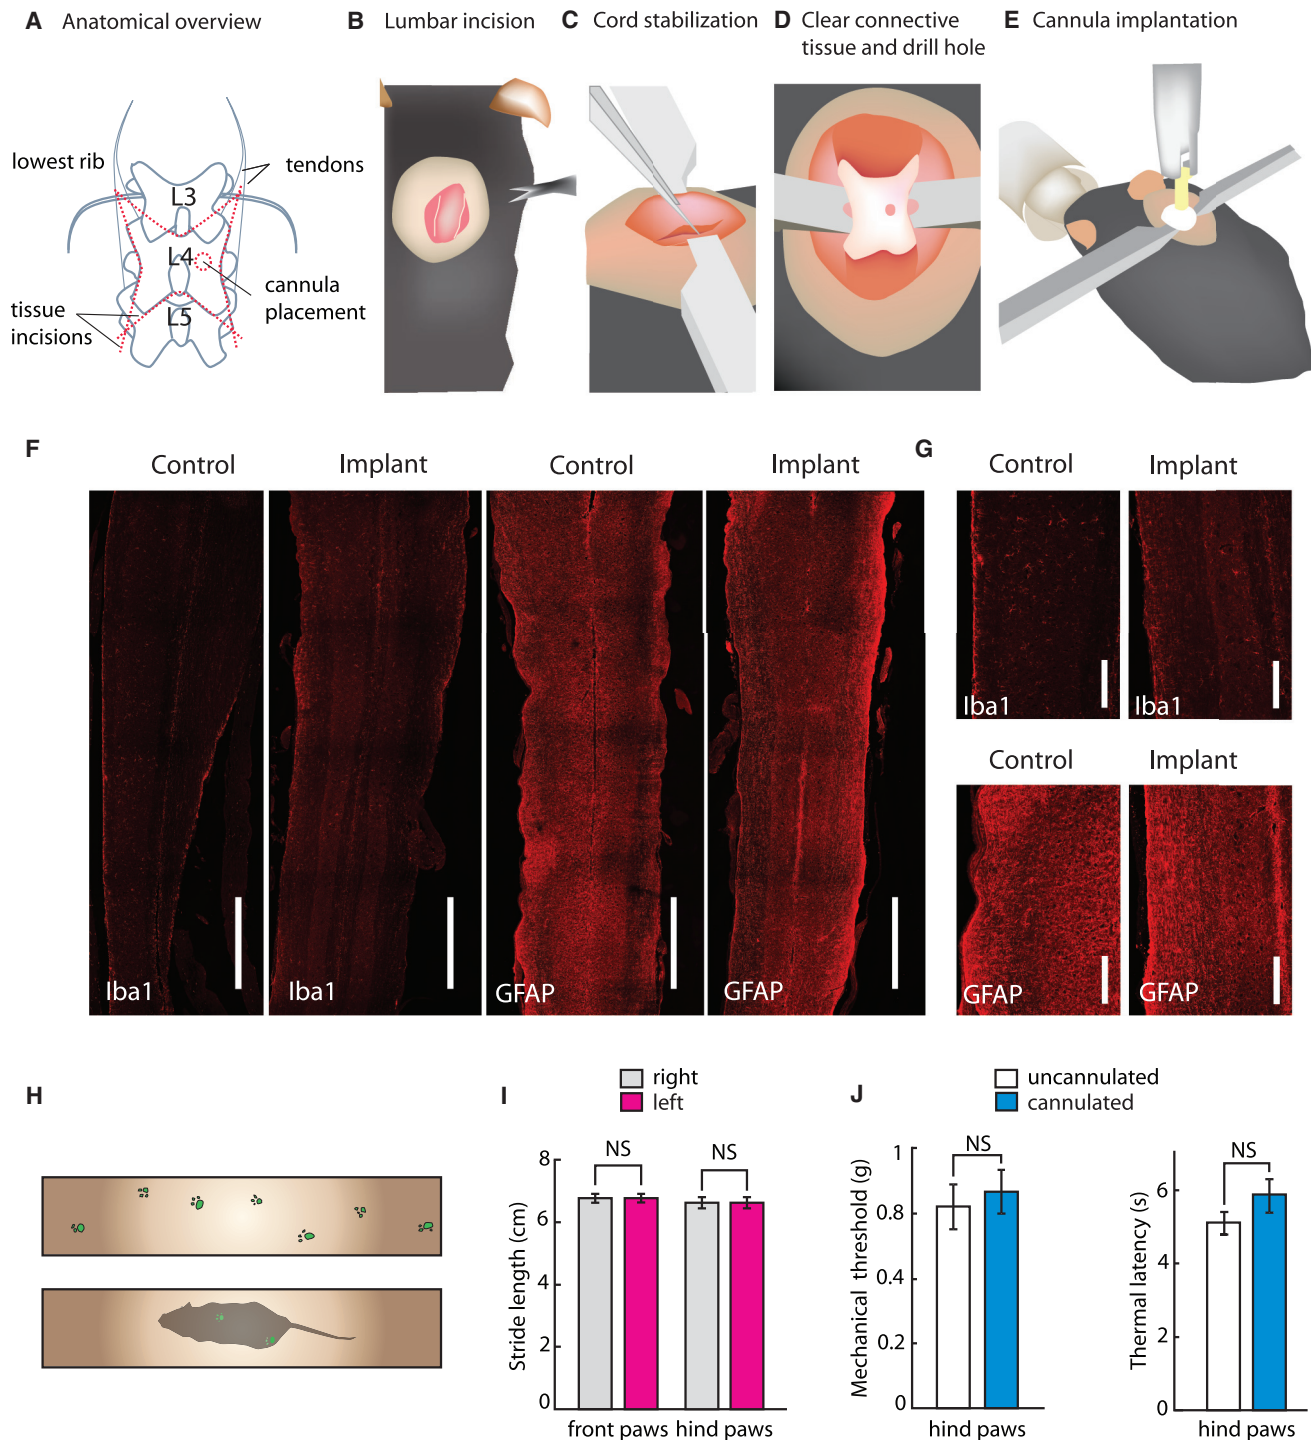 A Anatomical overview
lowest rib
tendons
L3
L4
L5
cannula
placement
tissue
incisions
B Lumbar incision
C Cord stabilization
D Clear connective
tissue and drill hole
E Cannula implantation
F
Control
Implant
Control
Implant
Iba1
Iba1
GFAP
GFAP
G
Control
Implant
Iba1
Iba1
Control
Implant
GFAP
GFAP
H
I
right
left
NS
NS
8
6
4
2
0
Stride length (cm)
front paws
hind paws
J
uncannulated
cannulated
NS
1
0.8
0.4
0.2
0
Mechanical threshold (g)
hind paws
NS
6
4
2
0
Thermal latency (s)
hind paws